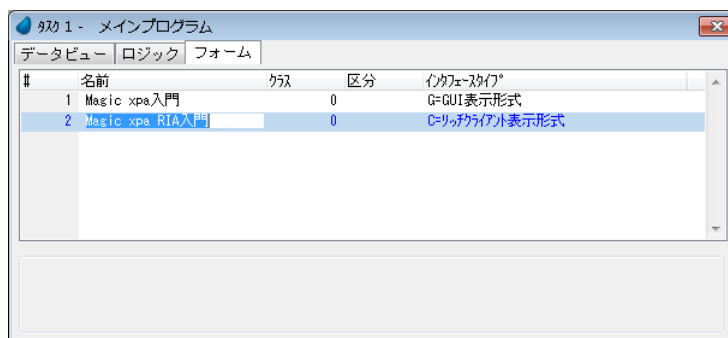 ﾀｽｸ 1 - メインプログラム
データビュー ロジック フォーム
# 名前 ｸﾗｽ 区分 ｲﾝﾀﾌｪｰｽﾀｲﾌﾟ
1 Magic xpa入門 0 G=GUI表示形式
2 Magic xpa RIA入門 0 C=ﾘｯﾁｸﾗｲｱﾝﾄ表示形式